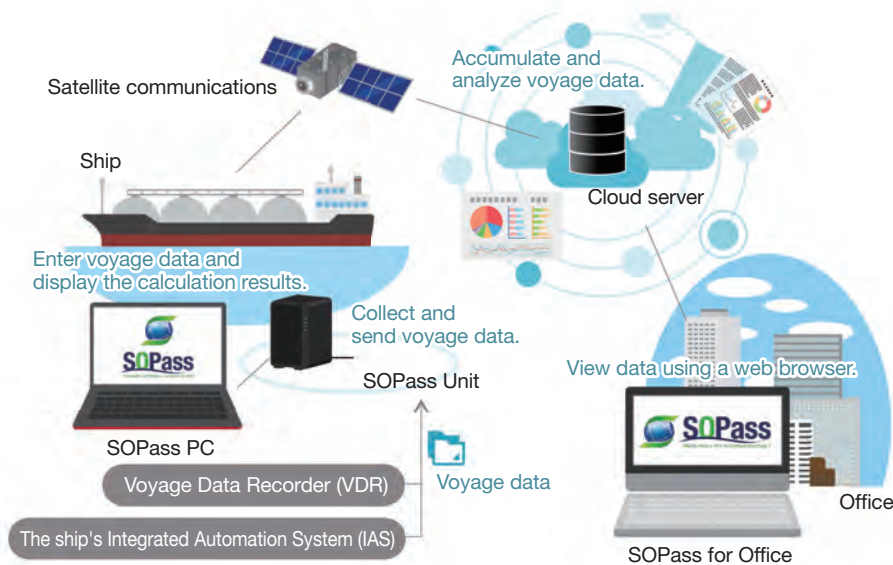 Satellite communications
Accumulate and
analyze voyage data.
Ship
Cloud server
Enter voyage data and
display the calculation results.
Collect and
send voyage data.
SOPass
SOPass Unit
View data using a web browser.
SOPass
SOPass PC
Voyage data
Voyage Data Recorder (VDR)
Office
The ship's Integrated Automation System (IAS)
SOPass for Office